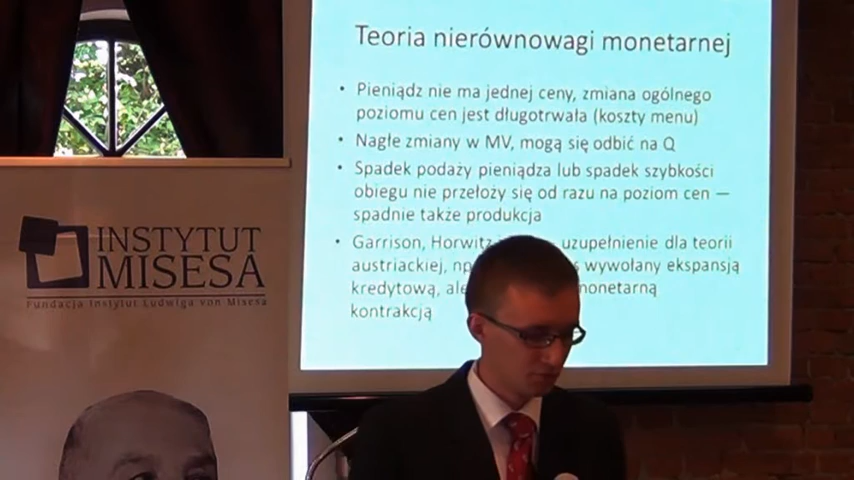 Teoria nierównowagi monetarnej
• Pieniądz nie ma jednej ceny, zmiana ogólnego
poziomu cen jest długotrwała (koszty menu)
• Nagłe zmiany w MV, mogą się odbić na Q
• Spadek podaży pieniądza lub spadek szybkości
obiegu nie przełoży się od razu na poziom cen —
spadnie także produkcja
• Garrison, Horwitz uzupełnienie dla teorii
austriackiej, np s wywołany ekspansją
kredytową, ale monetarną
kontrakcją
INSTYTUT
MISESA
Fundacja Instytut Ludwiga von Misesa